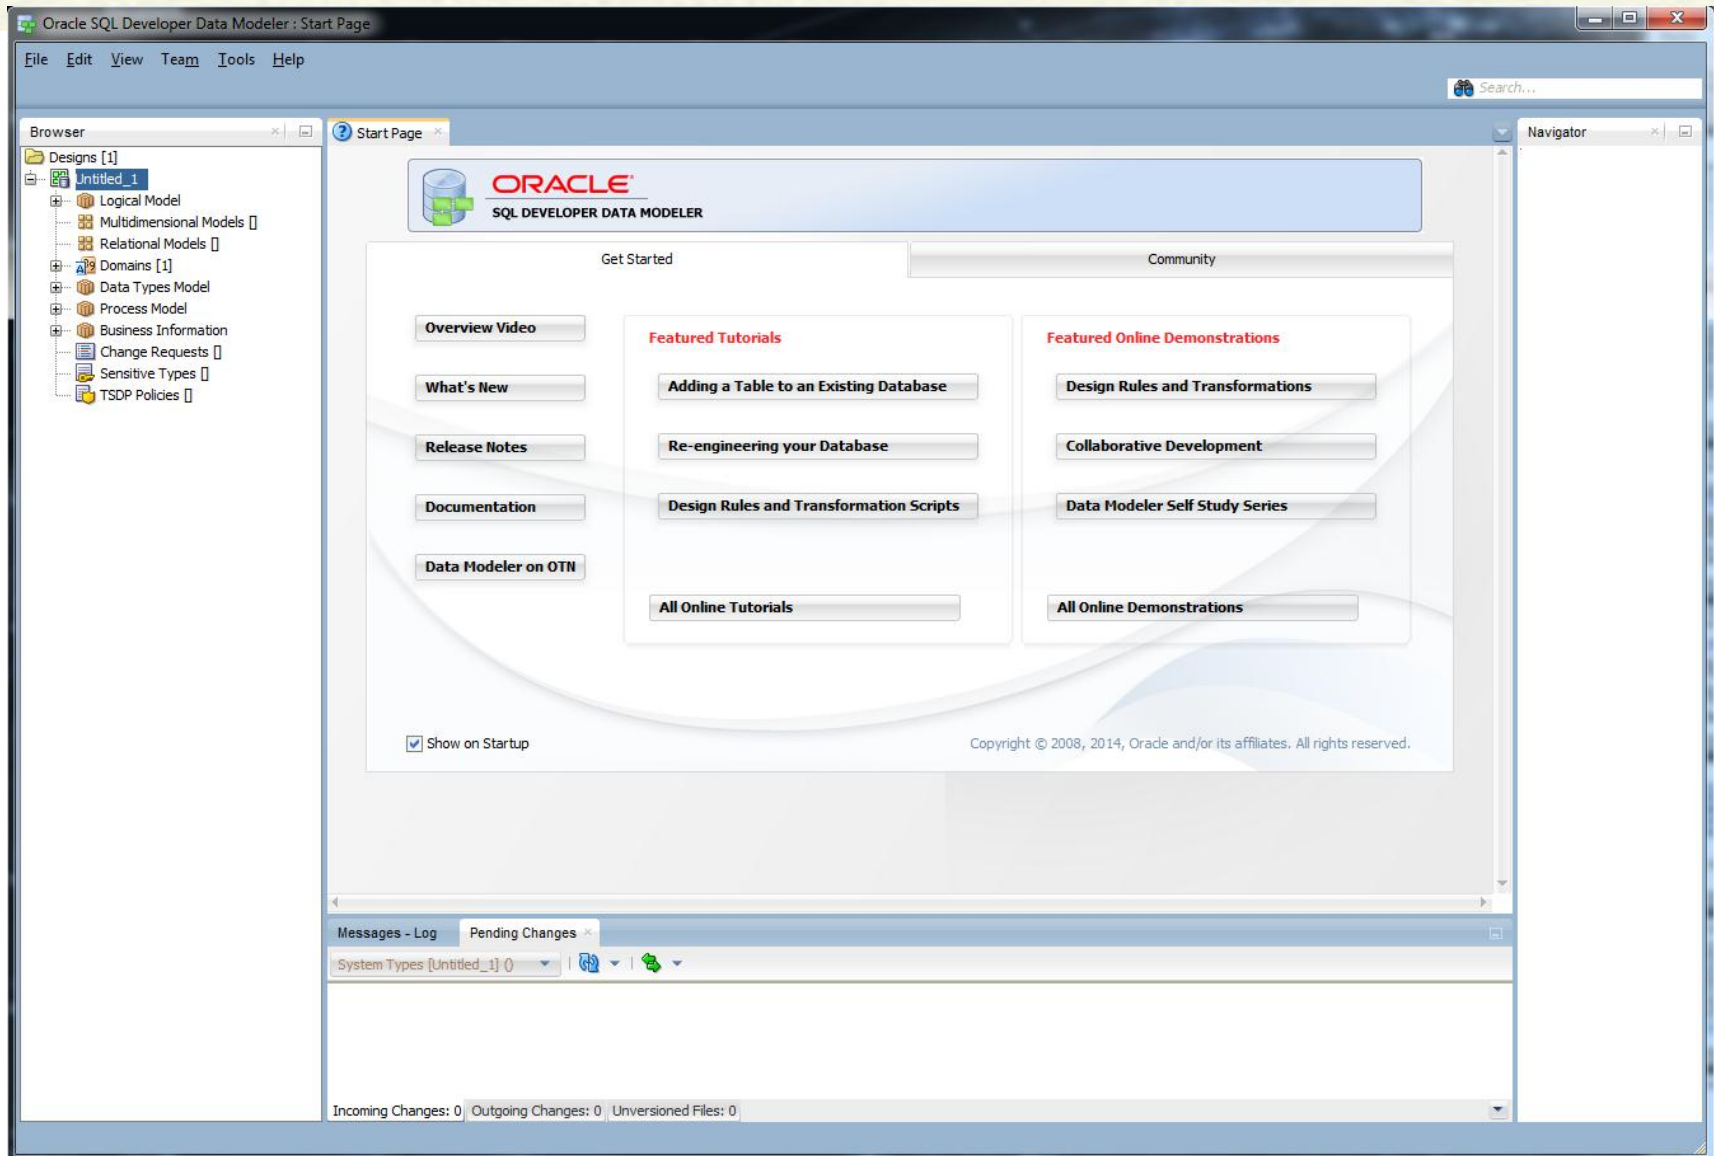 Oracle SQL Developer Data Modeler : Start Page
File Edit View Team Tools Help
Search...
Browser
Designs [1]
Untitled_1
Logical Model
Multidimensional Models []
Relational Models []
Domains [1]
Data Types Model
Process Model
Business Information
Change Requests []
Sensitive Types []
TSDP Policies []
Start Page
ORACLE
SQL DEVELOPER DATA MODELER
Get Started
Community
Overview Video
What's New
Release Notes
Documentation
Data Modeler on OTN
Featured Tutorials
Adding a Table to an Existing Database
Re-engineering your Database
Design Rules and Transformation Scripts
All Online Tutorials
Featured Online Demonstrations
Design Rules and Transformations
Collaborative Development
Data Modeler Self Study Series
All Online Demonstrations
Show on Startup
Copyright © 2008, 2014, Oracle and/or its affiliates. All rights reserved.
Messages - Log
Pending Changes
System Types [Untitled_1] ()
Incoming Changes: 0 Outgoing Changes: 0 Unversioned Files: 0
Navigator